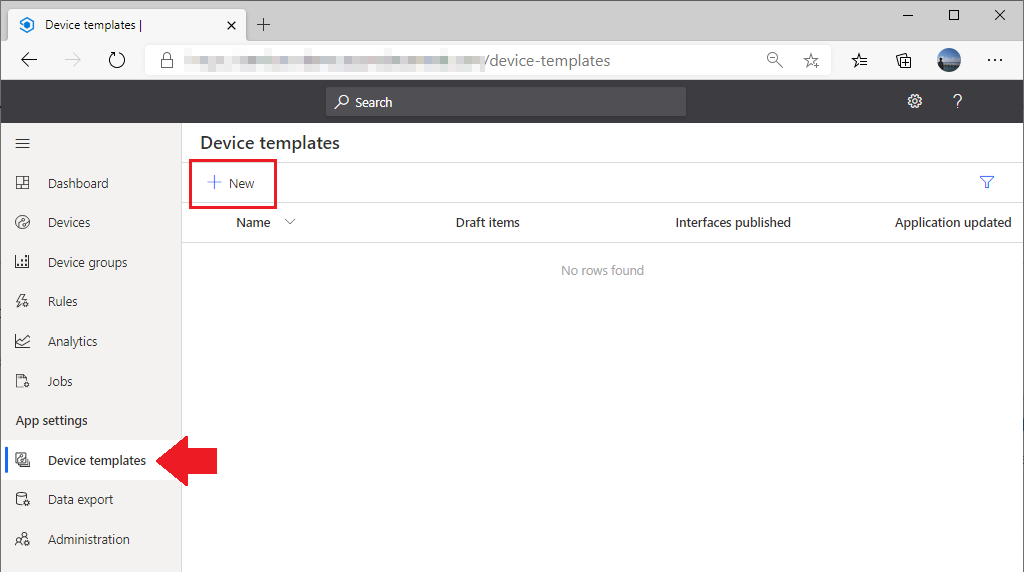 Device templates |
/device-templates
Search
?
Device templates
New
Name
Draft items
Interfaces published
Application updated
No rows found
Dashboard
Devices
Device groups
Rules
Analytics
Jobs
App settings
Device templates
Data export
Administration